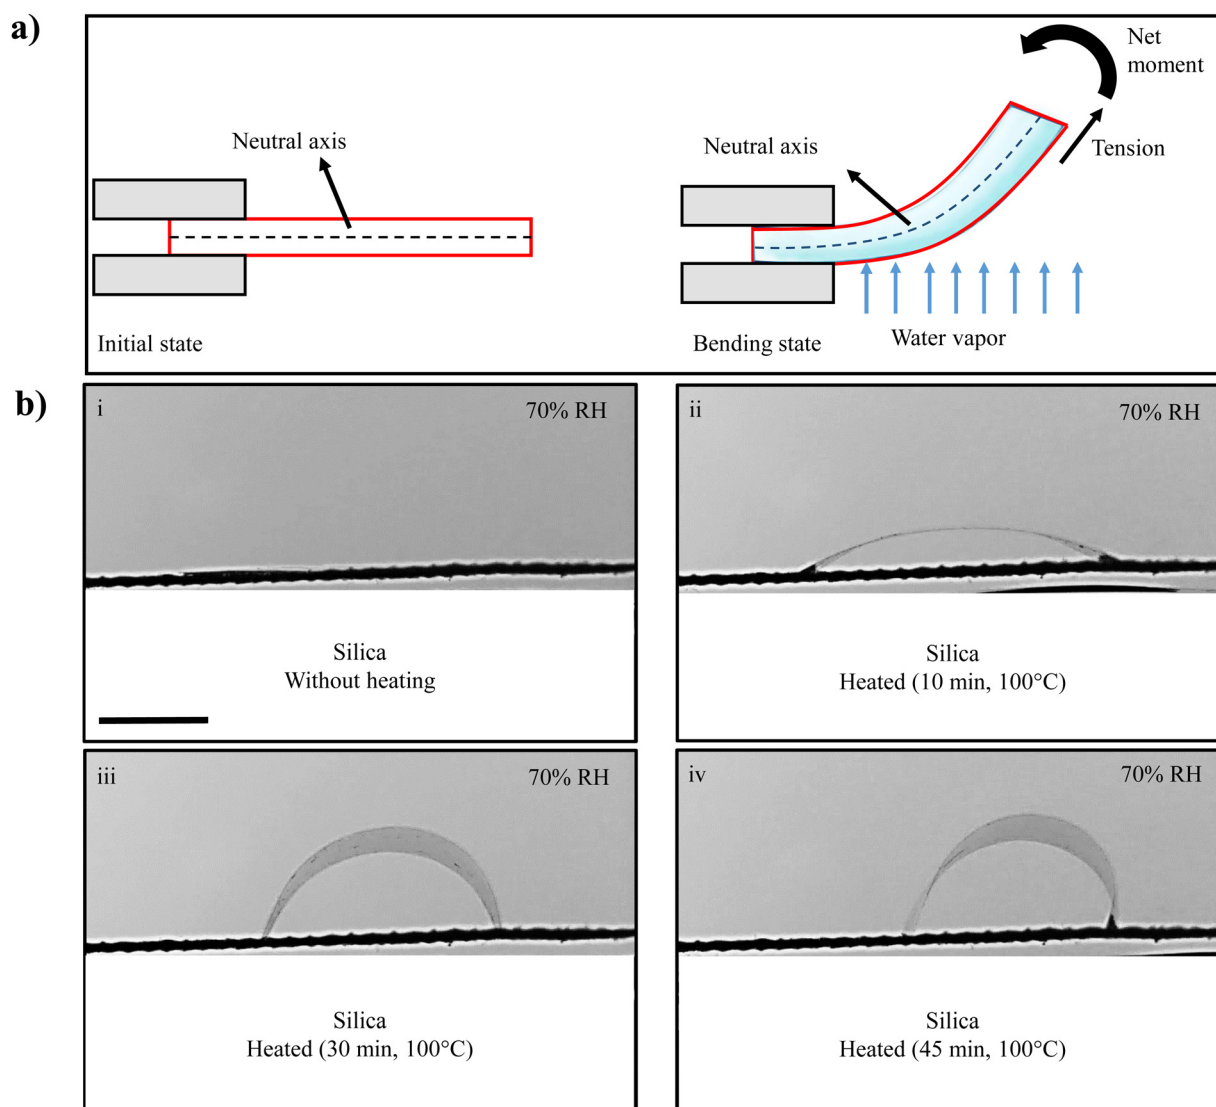 a)
Neutral axis
Initial state
Net
moment
Neutral axis
Tension
Water vapor
Bending state
b)
i
70% RH
Silica
Without heating
ii
70% RH
Silica
Heated (10 min, 100°C)
iii
70% RH
Silica
Heated (30 min, 100°C)
iv
70% RH
Silica
Heated (45 min, 100°C)